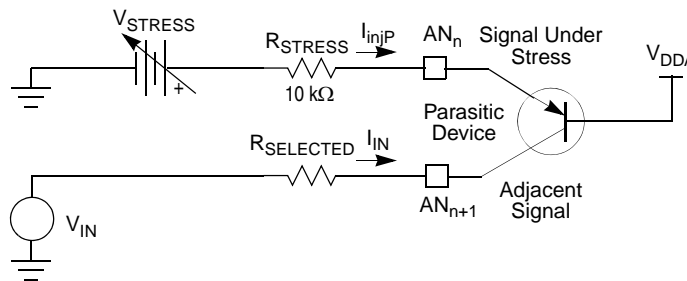 V_STRESS
R_STRESS
I_injP
AN_n
Signal Under
Stress
V_DDA
+
10 kΩ
Parasitic
Device
R_SELECTED
I_IN
AN_n+1
Adjacent
Signal
V_IN